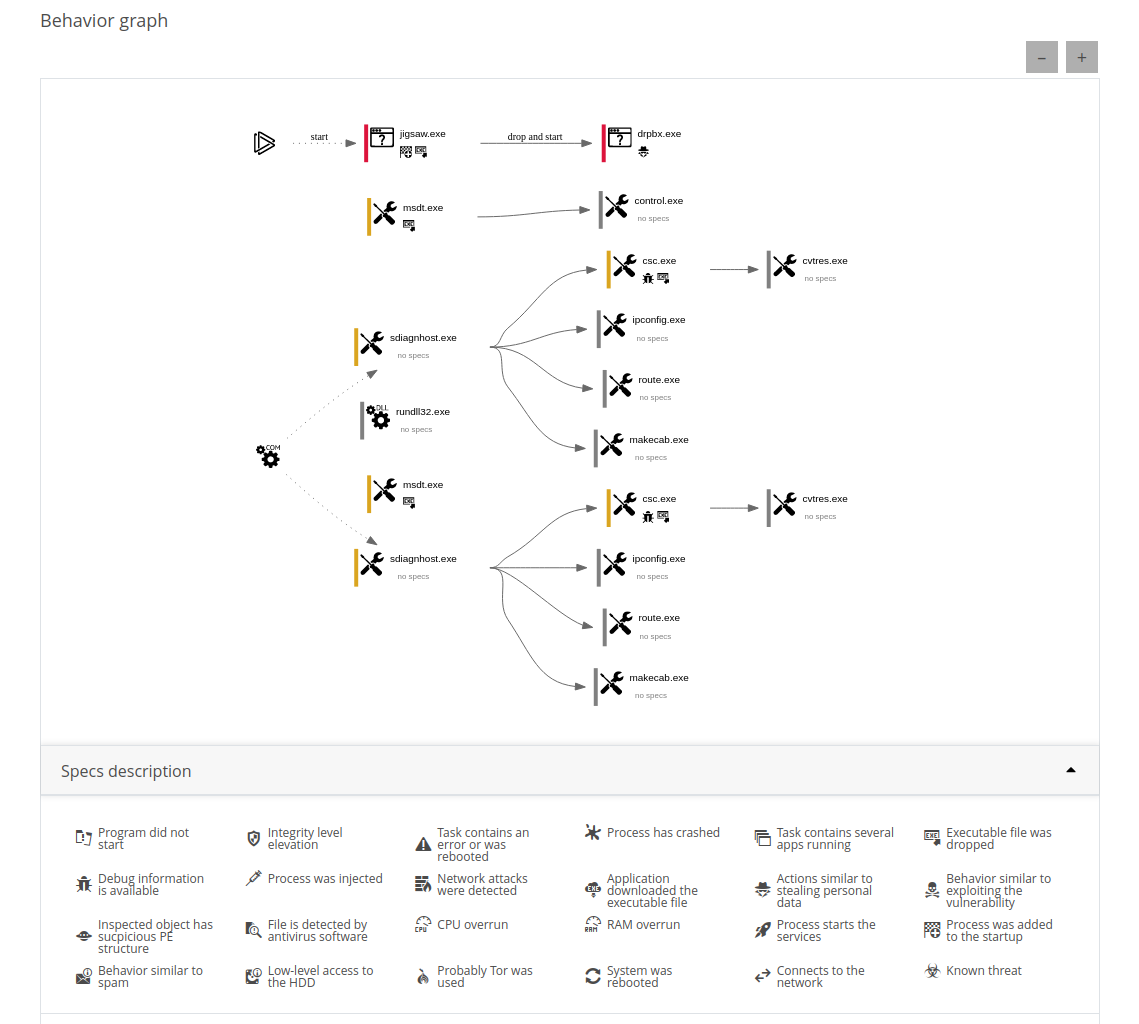 Behavior graph
–
+
start
jigsaw.exe
drop and start
drpbx.exe
msdt.exe
control.exe
no specs
csc.exe
cvtres.exe
no specs
sdiagnhost.exe
no specs
ipconfig.exe
no specs
route.exe
no specs
DLL
rundll32.exe
no specs
makecab.exe
no specs
COM
msdt.exe
csc.exe
cvtres.exe
no specs
sdiagnhost.exe
no specs
ipconfig.exe
no specs
route.exe
no specs
makecab.exe
no specs
Specs description
Program did not
start
Integrity level
elevation
Task contains an
error or was
rebooted
Process has crashed
Task contains several
apps running
EXE
Executable file was
dropped
Debug information
is available
Process was injected
Network attacks
were detected
EXE
Application
downloaded the
executable file
Actions similar to
stealing personal
data
Behavior similar to
exploiting the
vulnerability
Inspected object has
sucpicious PE
structure
File is detected by
antivirus software
CPU
CPU overrun
RAM
RAM overrun
Process starts the
services
Process was added
to the startup
Behavior similar to
spam
Low-level access to
the HDD
Probably Tor was
used
System was
rebooted
Connects to the
network
Known threat